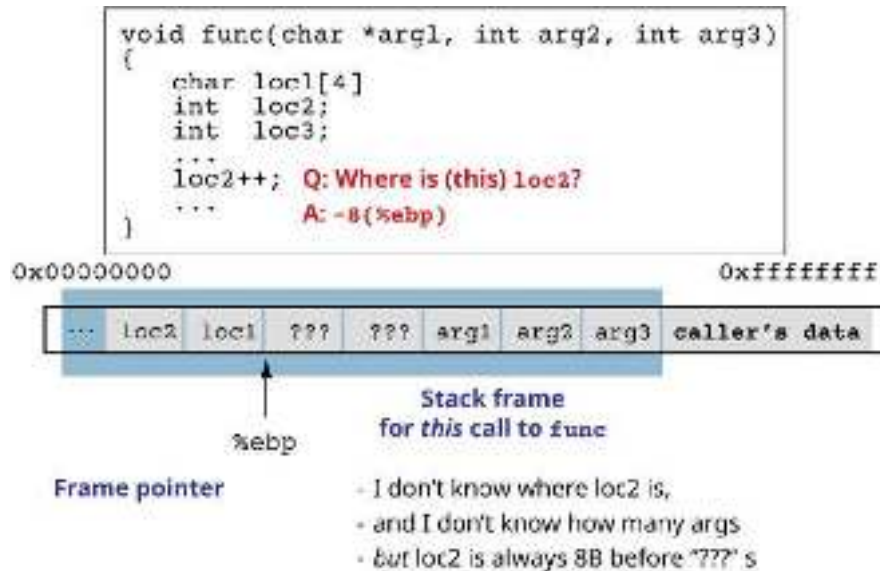 void func(char *arg1, int arg2, int arg3)
{
char loc1[4]
int loc2;
int loc3;
...
loc2++; Q: Where is (this) loc2?
... A: -8(%ebp)
}
0x00000000 0xffffffff
... loc2 loc1 ??? ??? arg1 arg2 arg3 caller's data
Stack frame
for this call to func
%ebp
Frame pointer
- I don't know where loc2 is,
- and I don't know how many args
- but loc2 is always 8B before "???" s